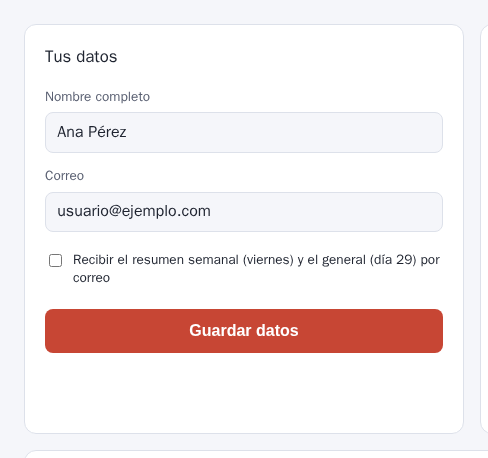 Tus datos
Nombre completo
Ana Pérez
Correo
usuario@ejemplo.com
Recibir el resumen semanal (viernes) y el general (día 29) por
correo
Guardar datos